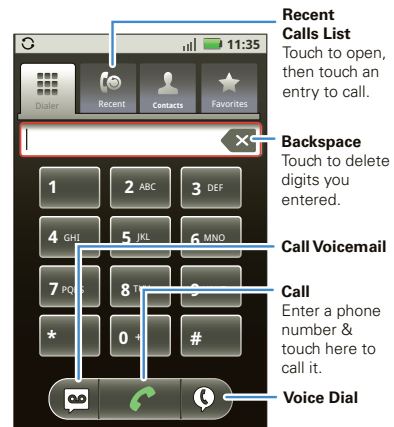 11:35
Dialer
Recent
Contacts
Favorites
1
2 ABC
3 DEF
4 GHI
5 JKL
6 MNO
7
8
9
*
0 +
#
Recent
Calls List
Touch to open,
then touch an
entry to call.
Backspace
Touch to delete
digits you
entered.
Call Voicemail
Call
Enter a phone
number &
touch here to
call it.
Voice Dial